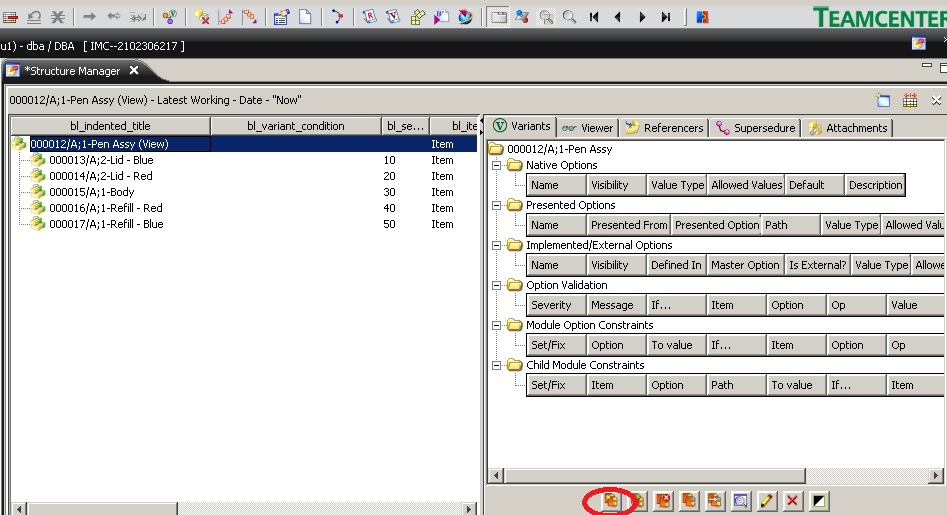 TEAMCENTER
u1) - dba / DBA [ IMC--2102306217 ]
*Structure Manager
000012/A;1-Pen Assy (View) - Latest Working - Date - "Now"
bl_indented_title bl_variant_condition bl_se... bl_ite
000012/A;1-Pen Assy (View) Item
000013/A;2-Lid - Blue 10 Item
000014/A;2-Lid - Red 20 Item
000015/A;1-Body 30 Item
000016/A;1-Refill - Red 40 Item
000017/A;1-Refill - Blue 50 Item
Variants Viewer Referencers Supersedure Attachments
000012/A;1-Pen Assy
Native Options
Name Visibility Value Type Allowed Values Default Description
Presented Options
Name Presented From Presented Option Path Value Type Allowed Valu
Implemented/External Options
Name Visibility Defined In Master Option Is External? Value Type Allowe
Option Validation
Severity Message If... Item Option Op Value
Module Option Constraints
Set/Fix Option To value If... Item Option Op
Child Module Constraints
Set/Fix Item Option Path To value If... Item